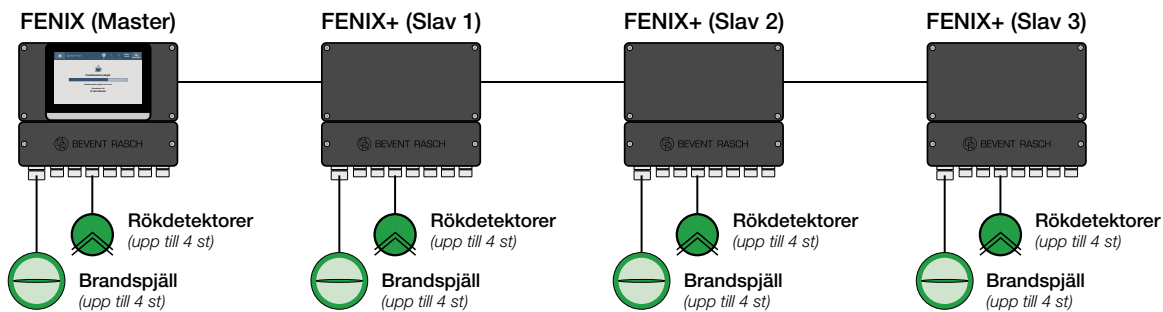 FENIX (Master)
FENIX+ (Slav 1)
FENIX+ (Slav 2)
FENIX+ (Slav 3)
BEVENT RASCH
BEVENT RASCH
BEVENT RASCH
BEVENT RASCH
Rökdetektorer
(upp till 4 st)
Brandspjäll
(upp till 4 st)
Rökdetektorer
(upp till 4 st)
Brandspjäll
(upp till 4 st)
Rökdetektorer
(upp till 4 st)
Brandspjäll
(upp till 4 st)
Rökdetektorer
(upp till 4 st)
Brandspjäll
(upp till 4 st)